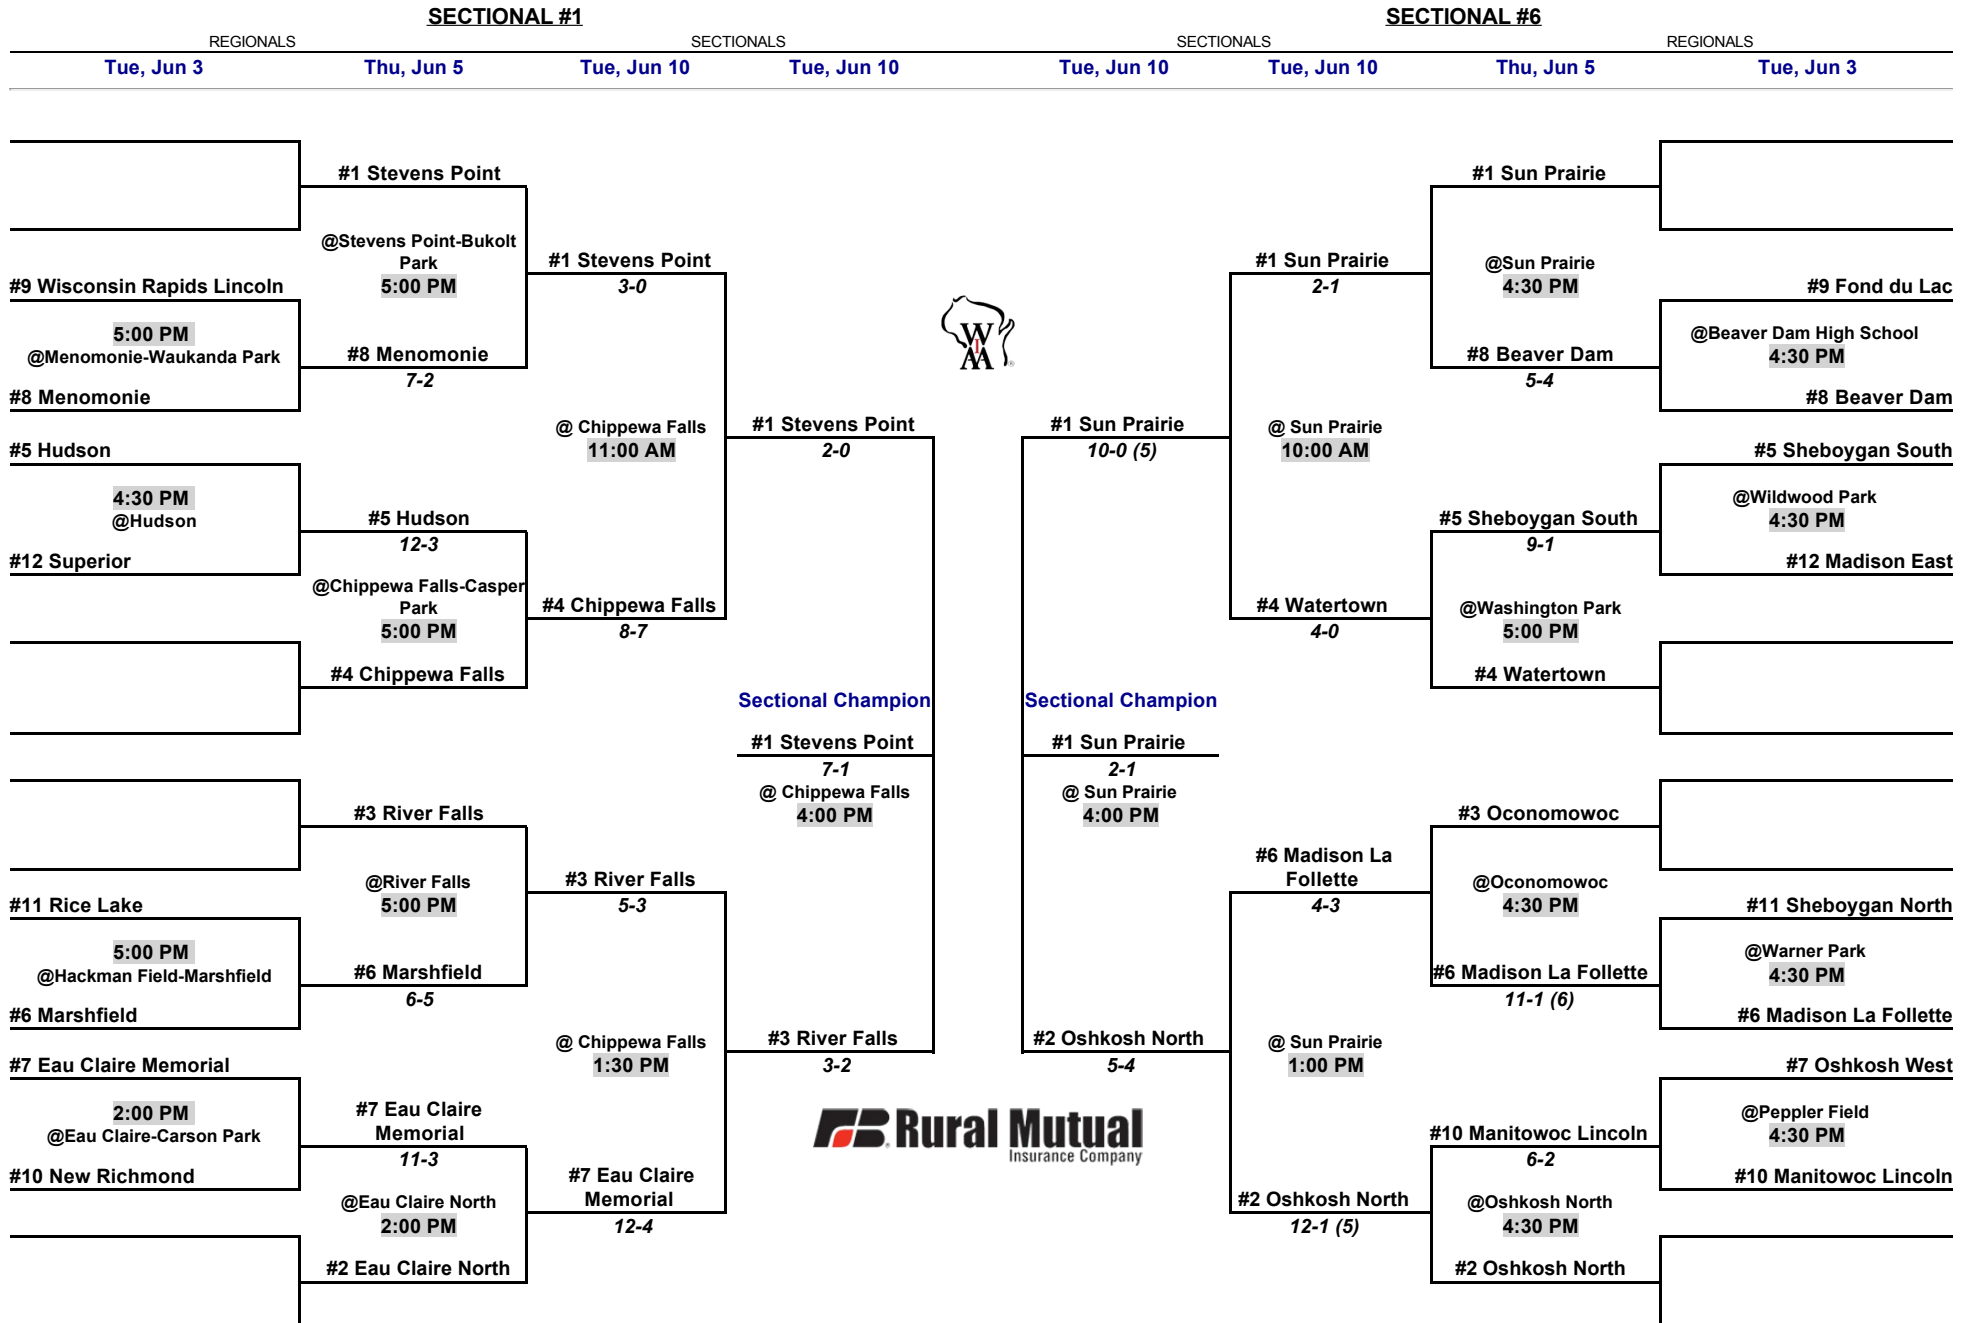 SECTIONAL #1
REGIONALS
SECTIONALS
Tue, Jun 3
Thu, Jun 5
Tue, Jun 10
Tue, Jun 10
#1 Stevens Point
@Stevens Point-Bukolt
Park
5:00 PM
#9 Wisconsin Rapids Lincoln
5:00 PM
@Menomonie-Waukanda Park
#8 Menomonie
#8 Menomonie
7-2
#1 Stevens Point
3-0
#5 Hudson
4:30 PM
@Hudson
#12 Superior
#5 Hudson
12-3
@Chippewa Falls-Casper
Park
5:00 PM
#4 Chippewa Falls
@ Chippewa Falls
11:00 AM
#4 Chippewa Falls
8-7
#1 Stevens Point
2-0
Sectional Champion
#1 Stevens Point
7-1
@ Chippewa Falls
4:00 PM
#3 River Falls
@River Falls
5:00 PM
#11 Rice Lake
5:00 PM
@Hackman Field-Marshfield
#6 Marshfield
#6 Marshfield
6-5
#3 River Falls
5-3
@ Chippewa Falls
1:30 PM
#3 River Falls
3-2
#7 Eau Claire Memorial
2:00 PM
@Eau Claire-Carson Park
#10 New Richmond
#7 Eau Claire
Memorial
11-3
@Eau Claire North
2:00 PM
#2 Eau Claire North
#7 Eau Claire
Memorial
12-4
WIAA
®
FB Rural Mutual
Insurance Company
SECTIONAL #6
SECTIONALS
REGIONALS
Tue, Jun 10
Tue, Jun 10
Thu, Jun 5
Tue, Jun 3
#1 Sun Prairie
@Sun Prairie
4:30 PM
#9 Fond du Lac
@Beaver Dam High School
4:30 PM
#8 Beaver Dam
#8 Beaver Dam
5-4
#1 Sun Prairie
2-1
#1 Sun Prairie
10-0 (5)
@ Sun Prairie
10:00 AM
#5 Sheboygan South
@Wildwood Park
4:30 PM
#12 Madison East
#5 Sheboygan South
9-1
@Washington Park
5:00 PM
#4 Watertown
#4 Watertown
4-0
Sectional Champion
#1 Sun Prairie
2-1
@ Sun Prairie
4:00 PM
#3 Oconomowoc
@Oconomowoc
4:30 PM
#11 Sheboygan North
@Warner Park
4:30 PM
#6 Madison La Follette
#6 Madison La Follette
11-1 (6)
#6 Madison La
Follette
4-3
@ Sun Prairie
1:00 PM
#2 Oshkosh North
5-4
#7 Oshkosh West
@Peppler Field
4:30 PM
#10 Manitowoc Lincoln
#10 Manitowoc Lincoln
6-2
@Oshkosh North
4:30 PM
#2 Oshkosh North
#2 Oshkosh North
12-1 (5)